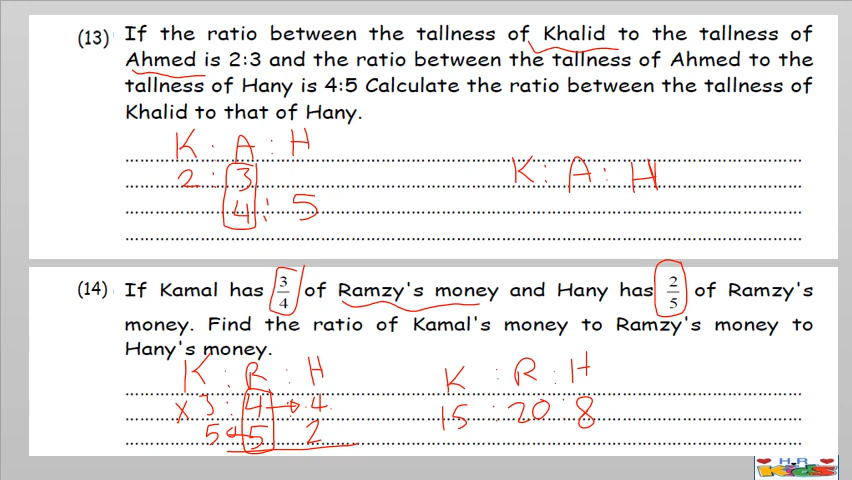 (13) If the ratio between the tallness of Khalid to the tallness of
Ahmed is 2:3 and the ratio between the tallness of Ahmed to the
tallness of Hany is 4:5 Calculate the ratio between the tallness of
Khalid to that of Hany.
K : A : H
2 : 3
4 : 5
K : A : H
(14) If Kamal has 3/4 of Ramzy's money and Hany has 2/5 of Ramzy's
money. Find the ratio of Kamal's money to Ramzy's money to
Hany's money.
K : R : H
x 3 : 4 → 4
5 ← 5 2
K : R : H
15 : 20 : 8
H.R
Kids